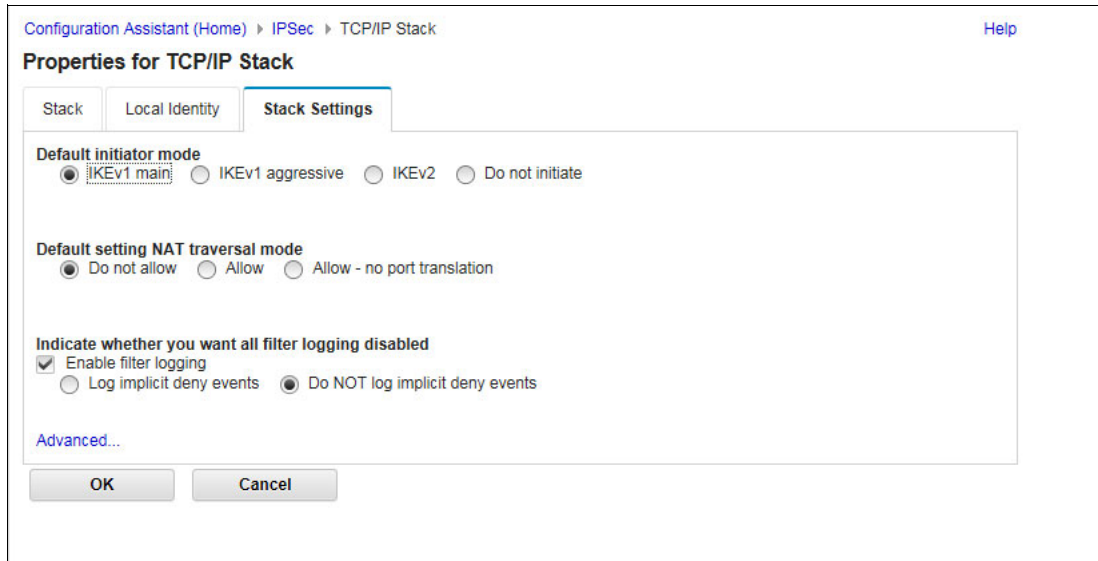 Configuration Assistant (Home) ▸ IPSec ▸ TCP/IP Stack Help
Properties for TCP/IP Stack
Stack Local Identity Stack Settings
Default initiator mode
IKEv1 main IKEv1 aggressive IKEv2 Do not initiate
Default setting NAT traversal mode
Do not allow Allow Allow - no port translation
Indicate whether you want all filter logging disabled
Enable filter logging
Log implicit deny events Do NOT log implicit deny events
Advanced...
OK Cancel